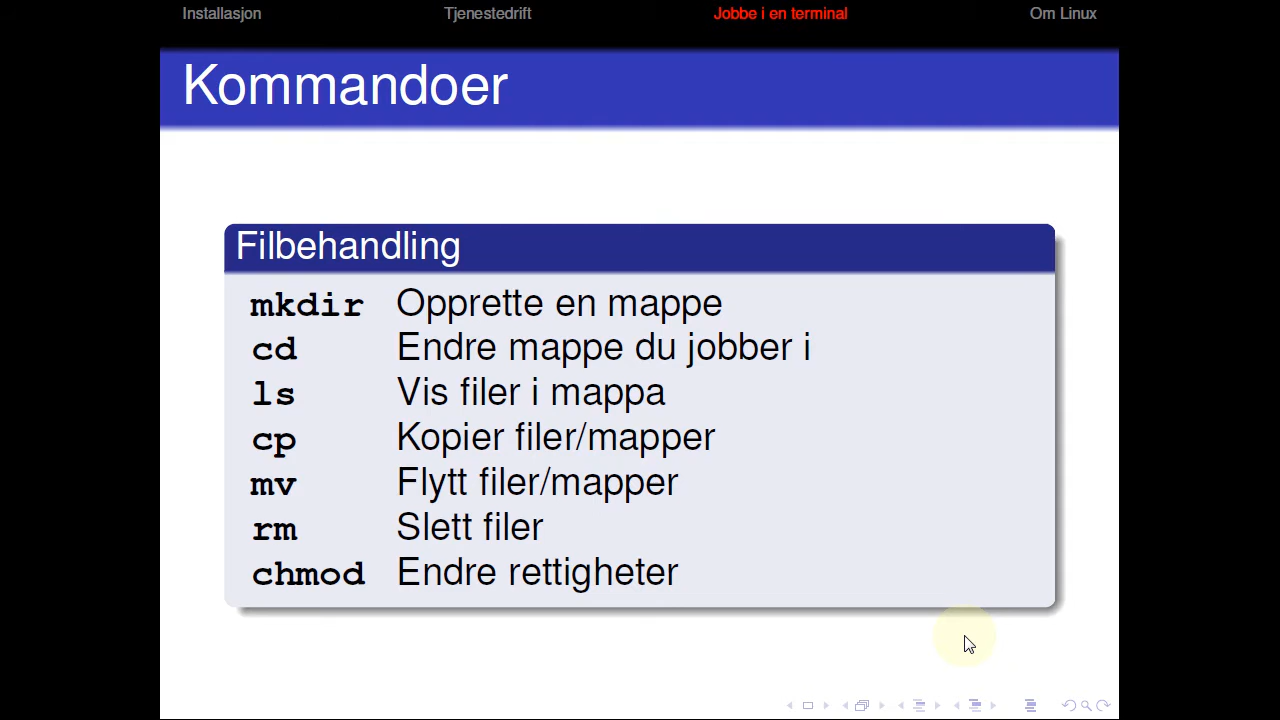 Installasjon Tjenestedrift Jobbe i en terminal Om Linux
Kommandoer
Filbehandling
mkdir Opprette en mappe
cd Endre mappe du jobber i
ls Vis filer i mappa
cp Kopier filer/mapper
mv Flytt filer/mapper
rm Slett filer
chmod Endre rettigheter